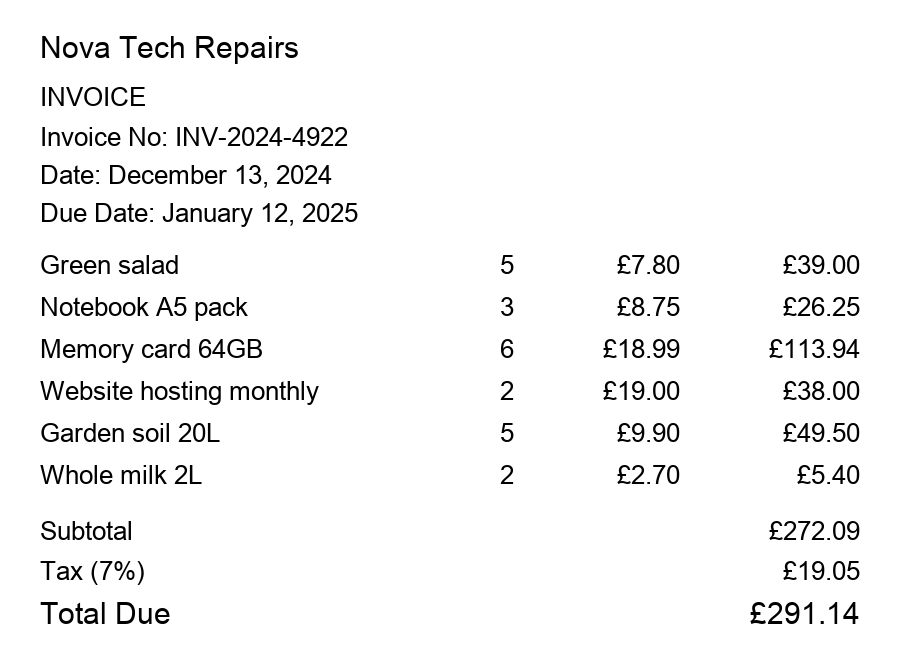 Nova Tech Repairs
INVOICE
Invoice No: INV-2024-4922
Date: December 13, 2024
Due Date: January 12, 2025
Green salad 5 £7.80 £39.00
Notebook A5 pack 3 £8.75 £26.25
Memory card 64GB 6 £18.99 £113.94
Website hosting monthly 2 £19.00 £38.00
Garden soil 20L 5 £9.90 £49.50
Whole milk 2L 2 £2.70 £5.40
Subtotal £272.09
Tax (7%) £19.05
Total Due £291.14